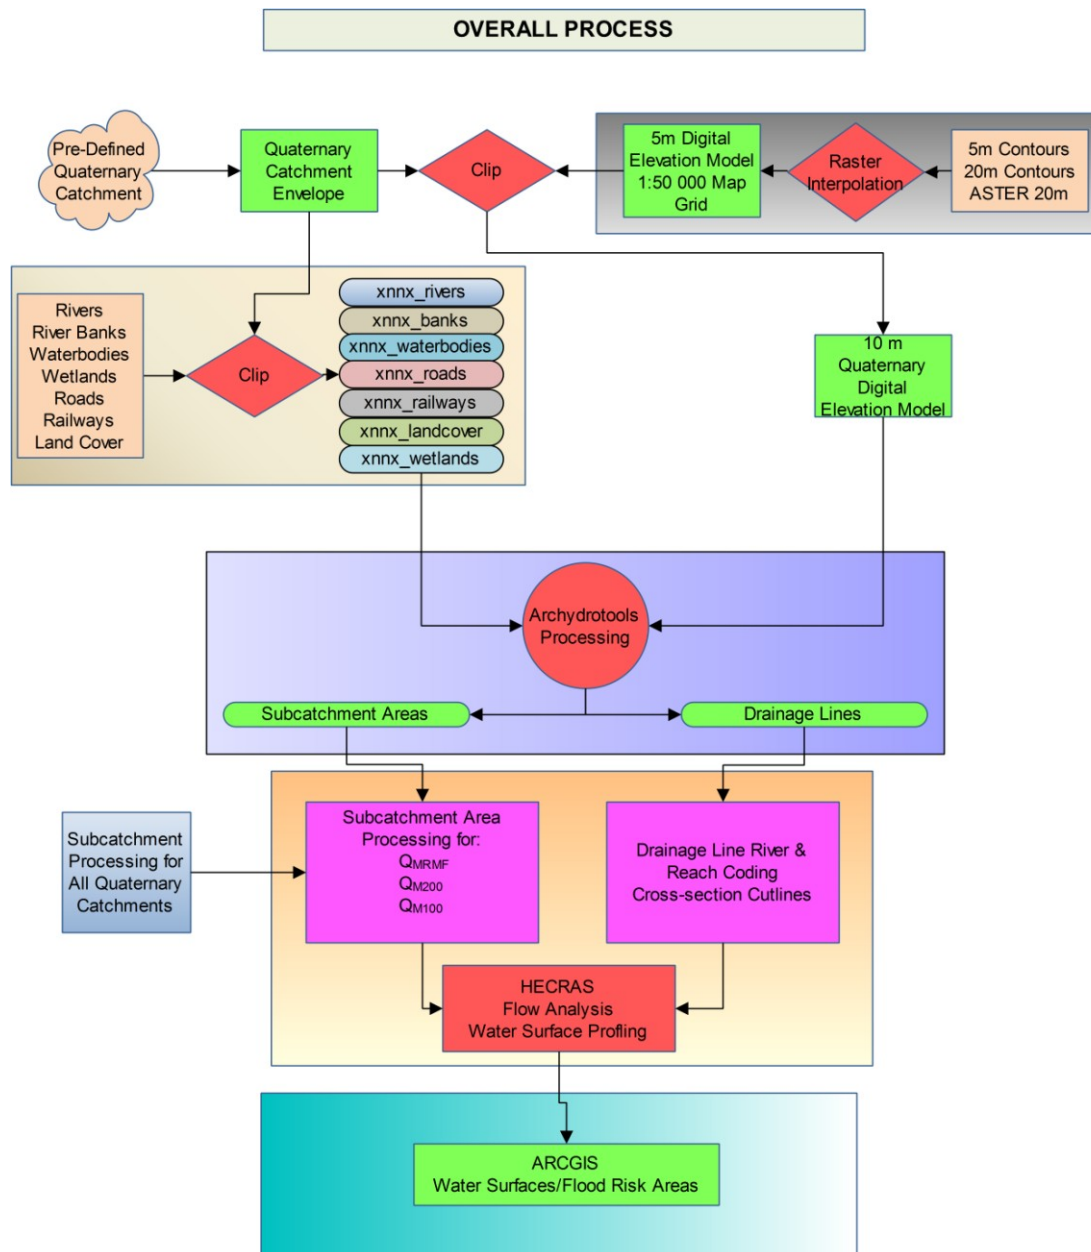 OVERALL PROCESS
Pre-Defined
Quaternary
Catchment
Quaternary
Catchment
Envelope
Clip
5m Digital
Elevation Model
1:50 000 Map
Grid
Raster
Interpolation
5m Contours
20m Contours
ASTER 20m
Rivers
River Banks
Waterbodies
Wetlands
Roads
Railways
Land Cover
Clip
xnnx_rivers
xnnx_banks
xnnx_waterbodies
xnnx_roads
xnnx_railways
xnnx_landcover
xnnx_wetlands
10 m
Quaternary
Digital
Elevation Model
Archydrotools
Processing
Subcatchment Areas
Drainage Lines
Subcatchment
Processing for
All Quaternary
Catchments
Subcatchment Area
Processing for:
QMRMF
QM200
QM100
Drainage Line River &
Reach Coding
Cross-section Cutlines
HECRAS
Flow Analysis
Water Surface Profling
ARCGIS
Water Surfaces/Flood Risk Areas